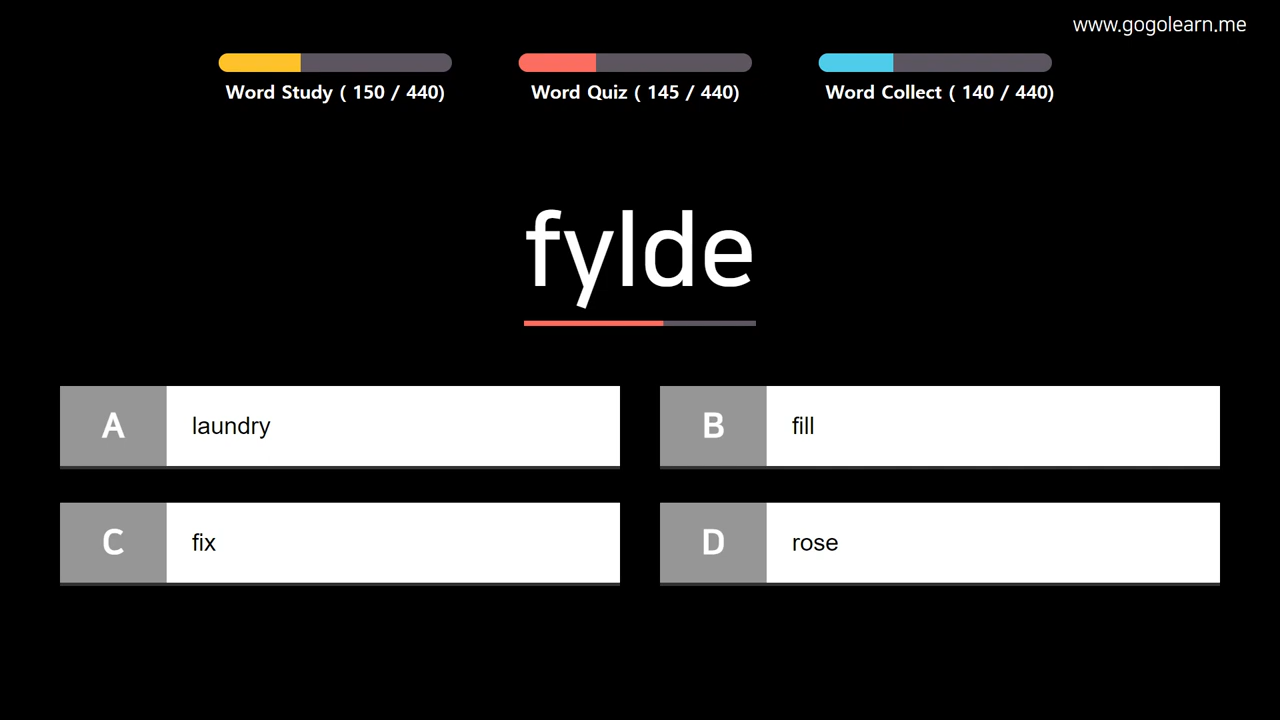 www.gogolearn.me
Word Study ( 150 / 440)
Word Quiz ( 145 / 440)
Word Collect ( 140 / 440)
fylde
A laundry
B fill
C fix
D rose